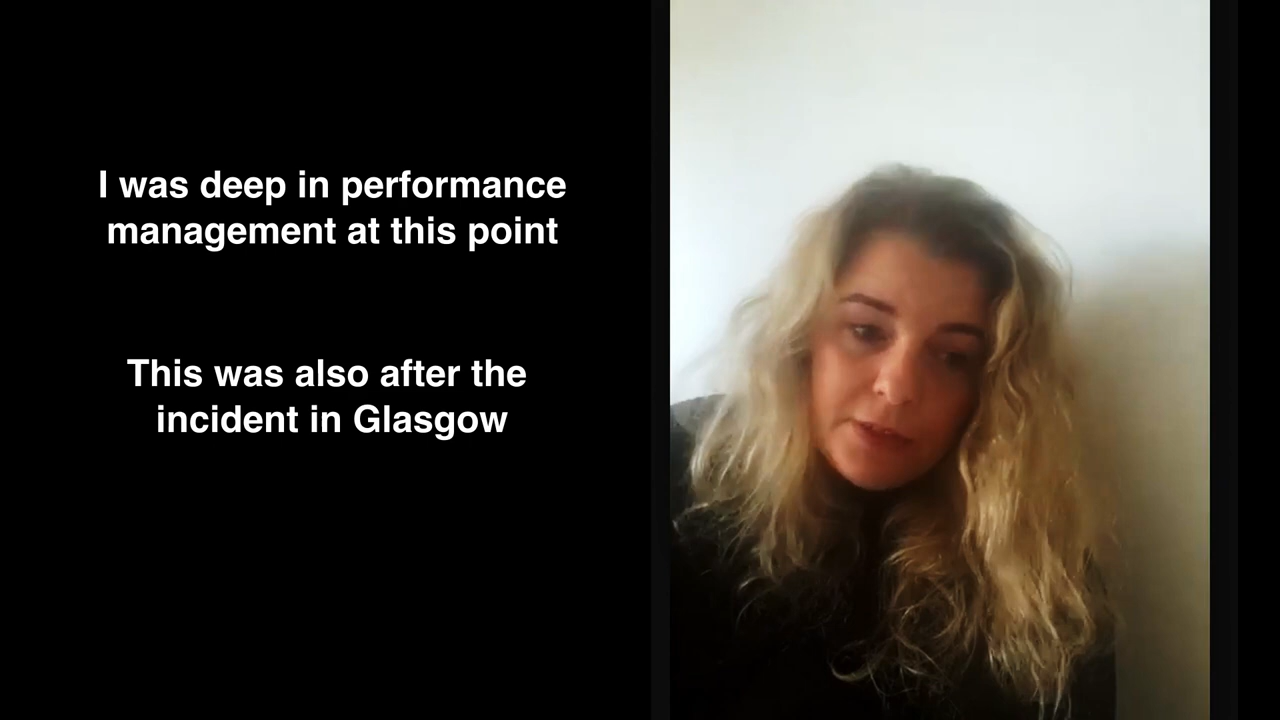 I was deep in performance
management at this point
This was also after the
incident in Glasgow